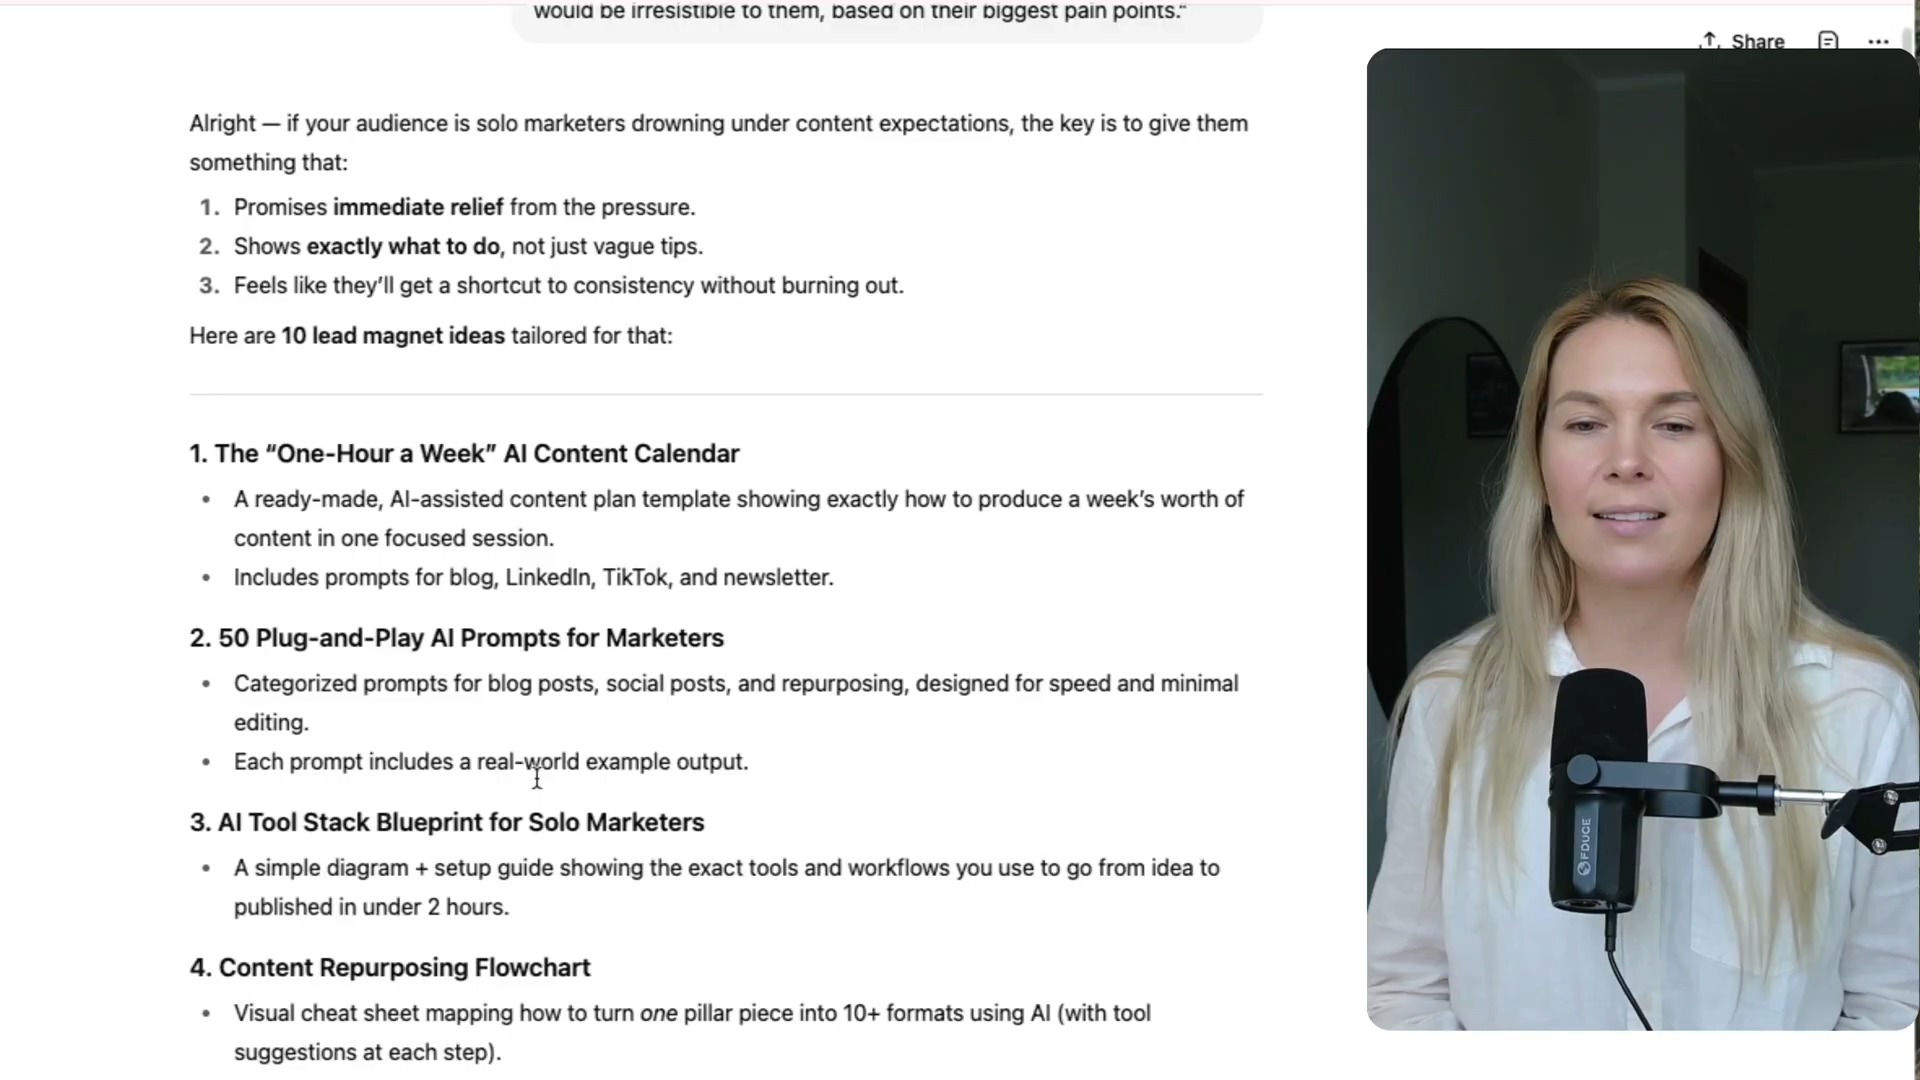 would be irresistible to them, based on their biggest pain points."
Share
Alright — if your audience is solo marketers drowning under content expectations, the key is to give them
something that:
1. Promises immediate relief from the pressure.
2. Shows exactly what to do, not just vague tips.
3. Feels like they’ll get a shortcut to consistency without burning out.
Here are 10 lead magnet ideas tailored for that:
1. The “One-Hour a Week” AI Content Calendar
• A ready-made, AI-assisted content plan template showing exactly how to produce a week’s worth of
content in one focused session.
• Includes prompts for blog, LinkedIn, TikTok, and newsletter.
2. 50 Plug-and-Play AI Prompts for Marketers
• Categorized prompts for blog posts, social posts, and repurposing, designed for speed and minimal
editing.
• Each prompt includes a real-world example output.
3. AI Tool Stack Blueprint for Solo Marketers
• A simple diagram + setup guide showing the exact tools and workflows you use to go from idea to
published in under 2 hours.
4. Content Repurposing Flowchart
• Visual cheat sheet mapping how to turn one pillar piece into 10+ formats using AI (with tool
suggestions at each step).
FDUCE